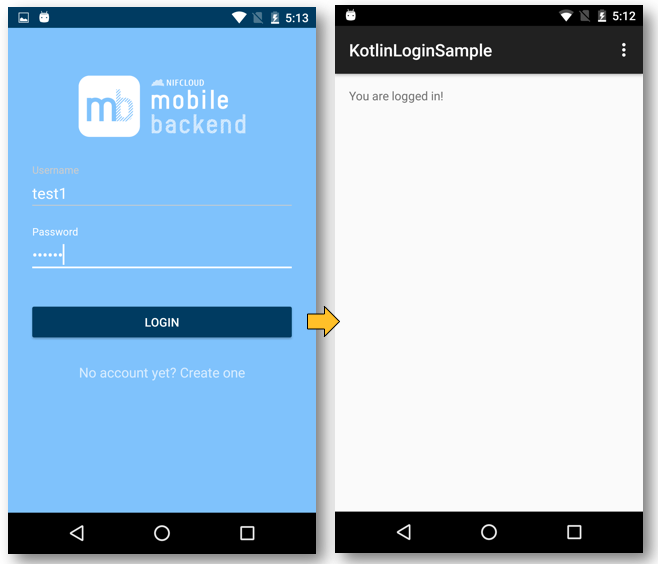 5:13
NIFCLOUD
mb
mobile
backend
Username
test1
Password
••••••
LOGIN
No account yet? Create one
5:12
KotlinLoginSample
You are logged in!